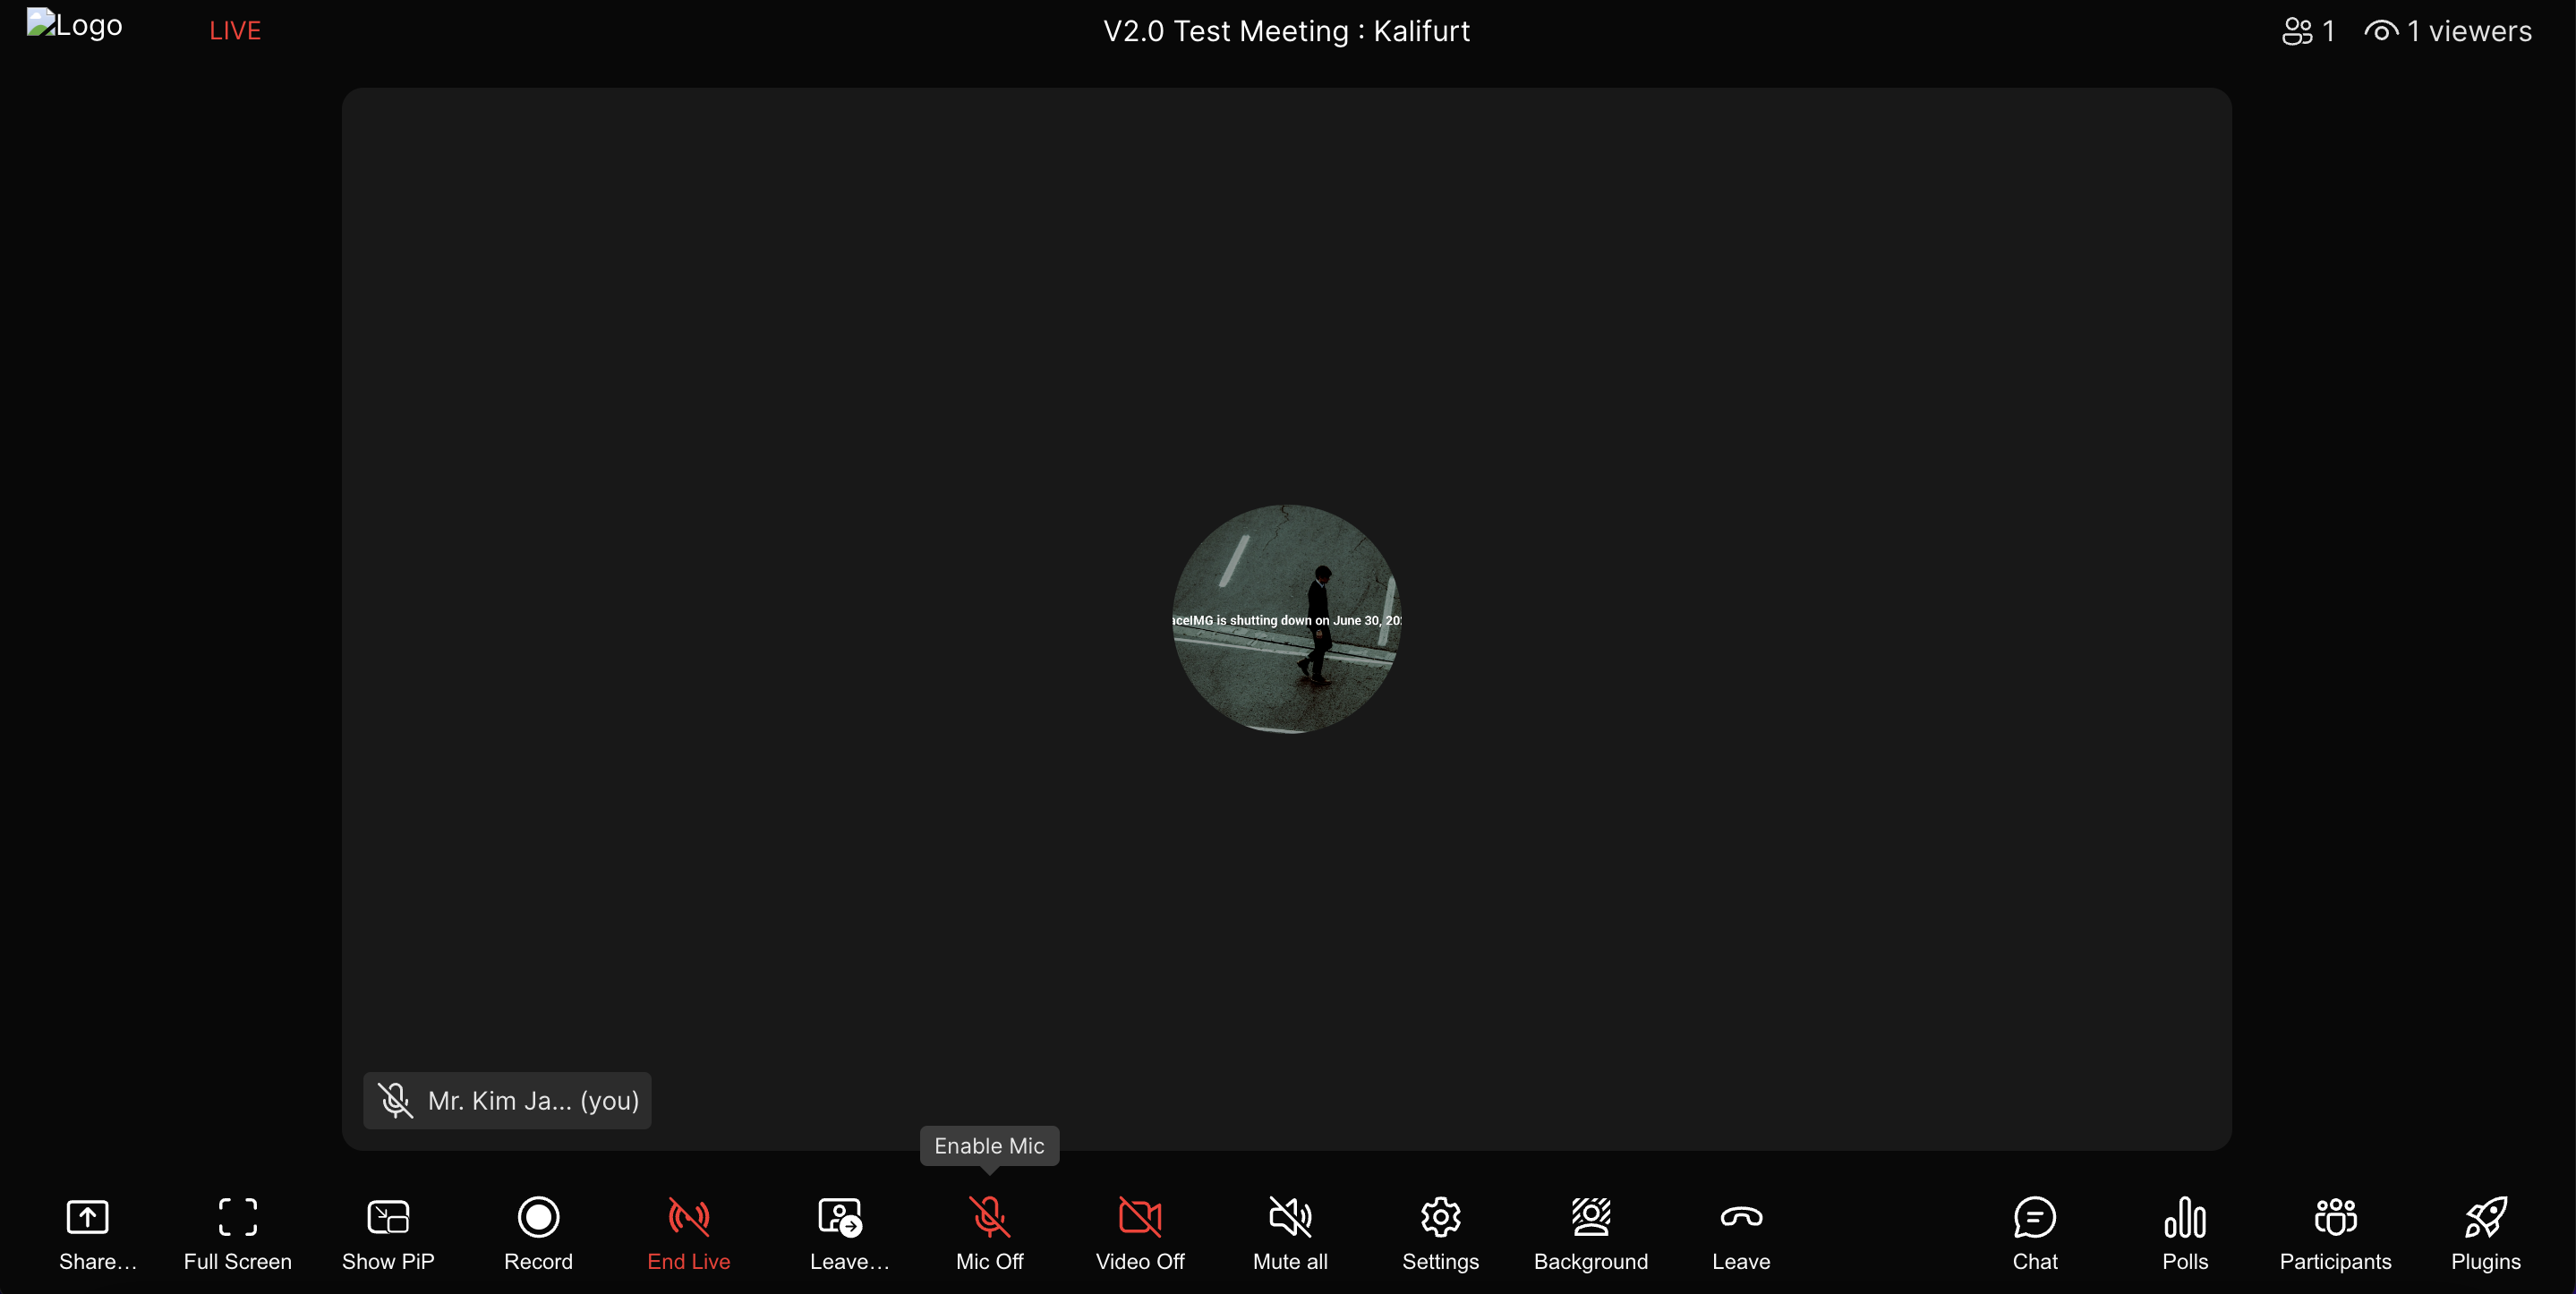 Logo
LIVE
V2.0 Test Meeting : Kalifurt
1
1 viewers
aceIMG is shutting down on June 30, 20
Mr. Kim Ja... (you)
Enable Mic
Share...
Full Screen
Show PiP
Record
End Live
Leave...
Mic Off
Video Off
Mute all
Settings
Background
Leave
Chat
Polls
Participants
Plugins